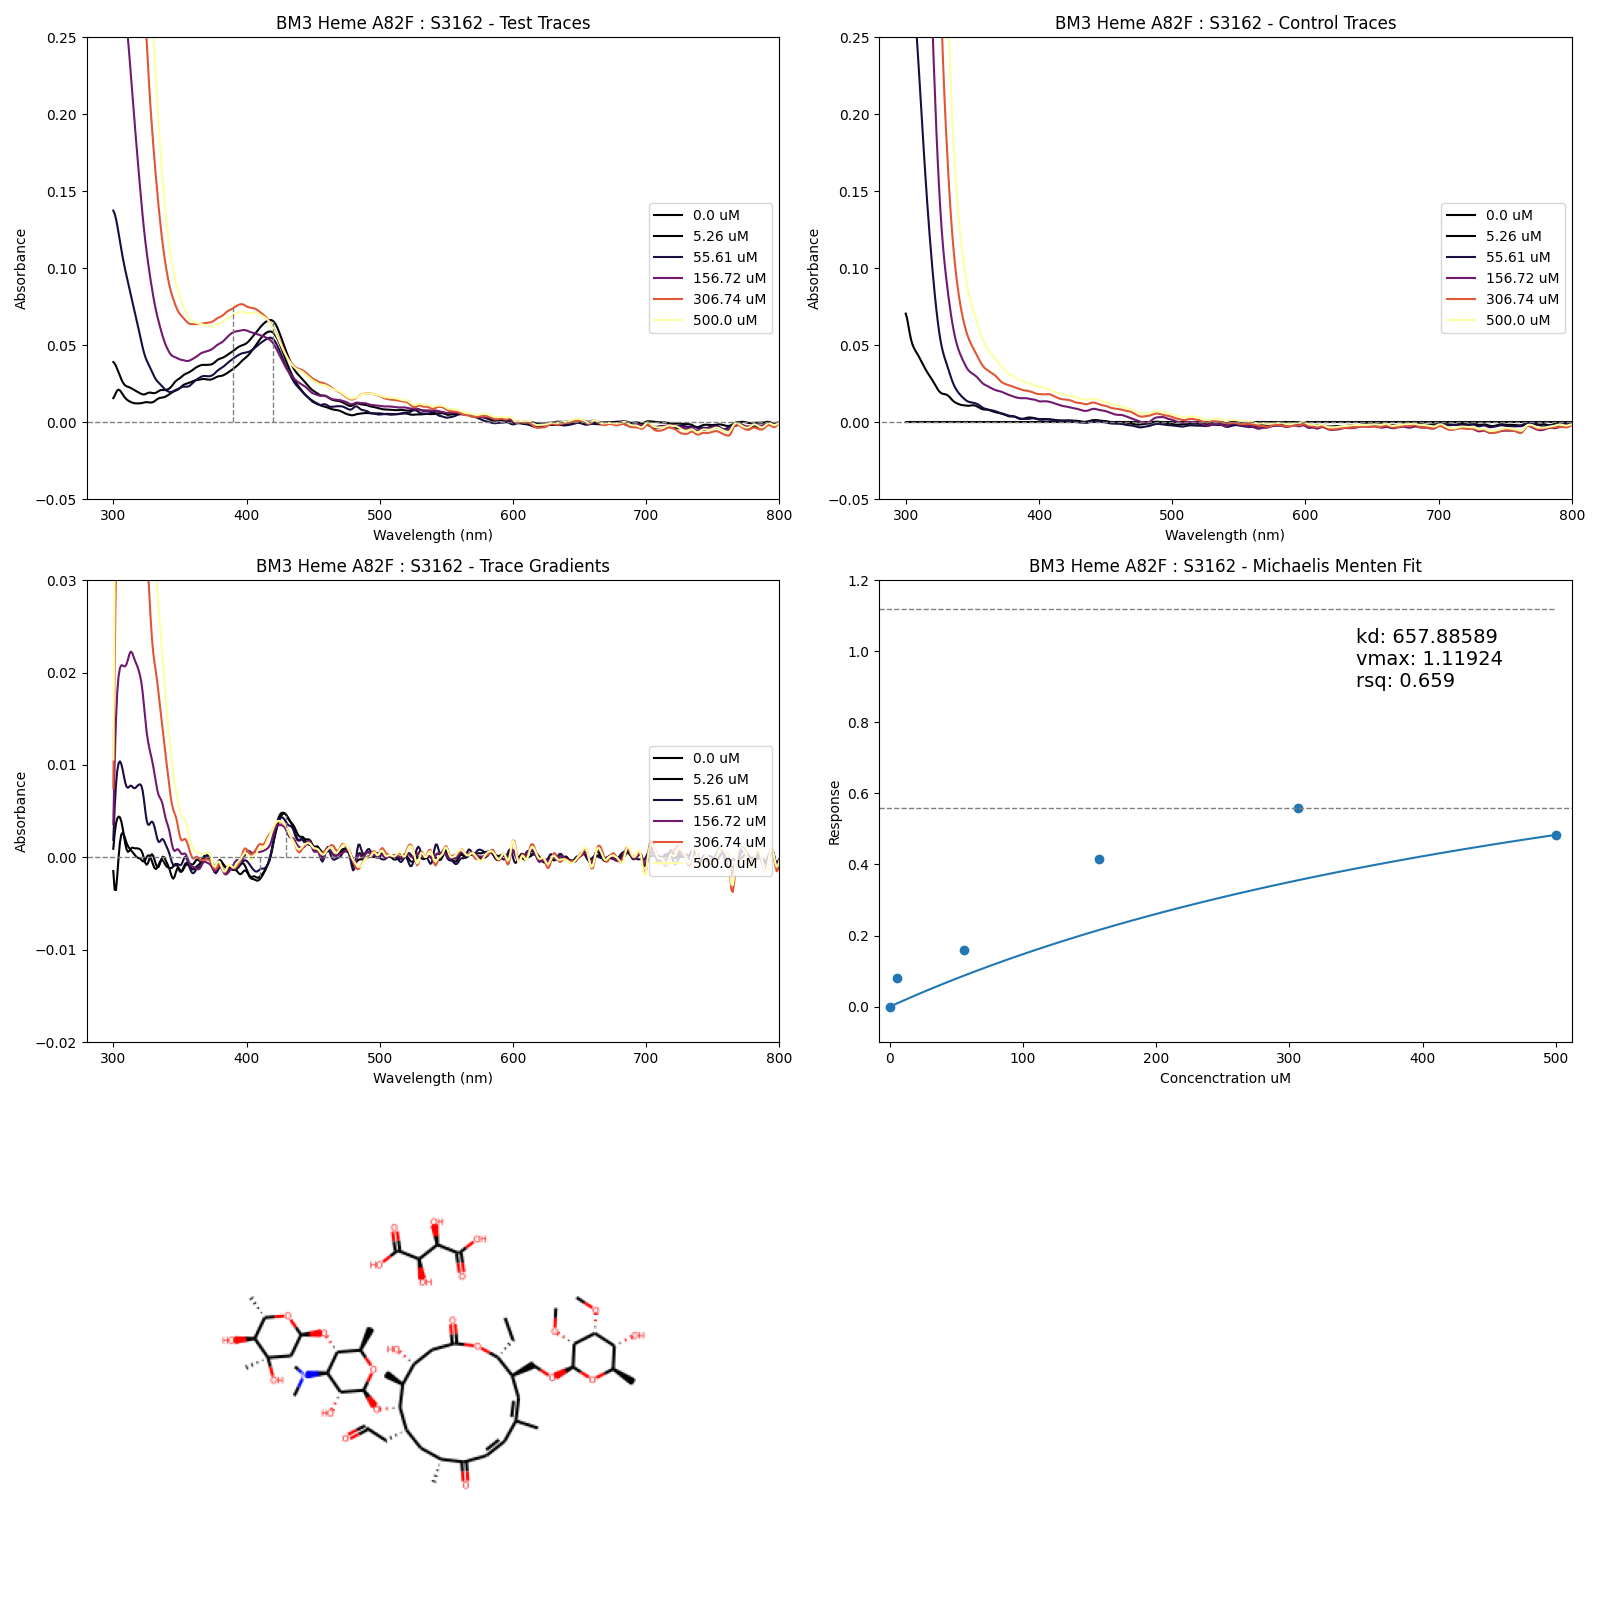 BM3 Heme A82F : S3162 - Test Traces
0.25
0.20
0.15
0.10
0.05
0.00
−0.05
Absorbance
300 400 500 600 700 800
Wavelength (nm)
0.0 uM
5.26 uM
55.61 uM
156.72 uM
306.74 uM
500.0 uM
BM3 Heme A82F : S3162 - Control Traces
0.25
0.20
0.15
0.10
0.05
0.00
−0.05
Absorbance
300 400 500 600 700 800
Wavelength (nm)
0.0 uM
5.26 uM
55.61 uM
156.72 uM
306.74 uM
500.0 uM
BM3 Heme A82F : S3162 - Trace Gradients
0.03
0.02
0.01
0.00
−0.01
−0.02
Absorbance
300 400 500 600 700 800
Wavelength (nm)
0.0 uM
5.26 uM
55.61 uM
156.72 uM
306.74 uM
500.0 uM
BM3 Heme A82F : S3162 - Michaelis Menten Fit
1.2
1.0
0.8
0.6
0.4
0.2
0.0
Response
kd: 657.88589
vmax: 1.11924
rsq: 0.659
0 100 200 300 400 500
Concenctration uM
O
OH
OH
HO
OH
O
O
O
O
HO
O
HO
O
O
OH
OH
N
O
O
O
HO
O
O
O
O